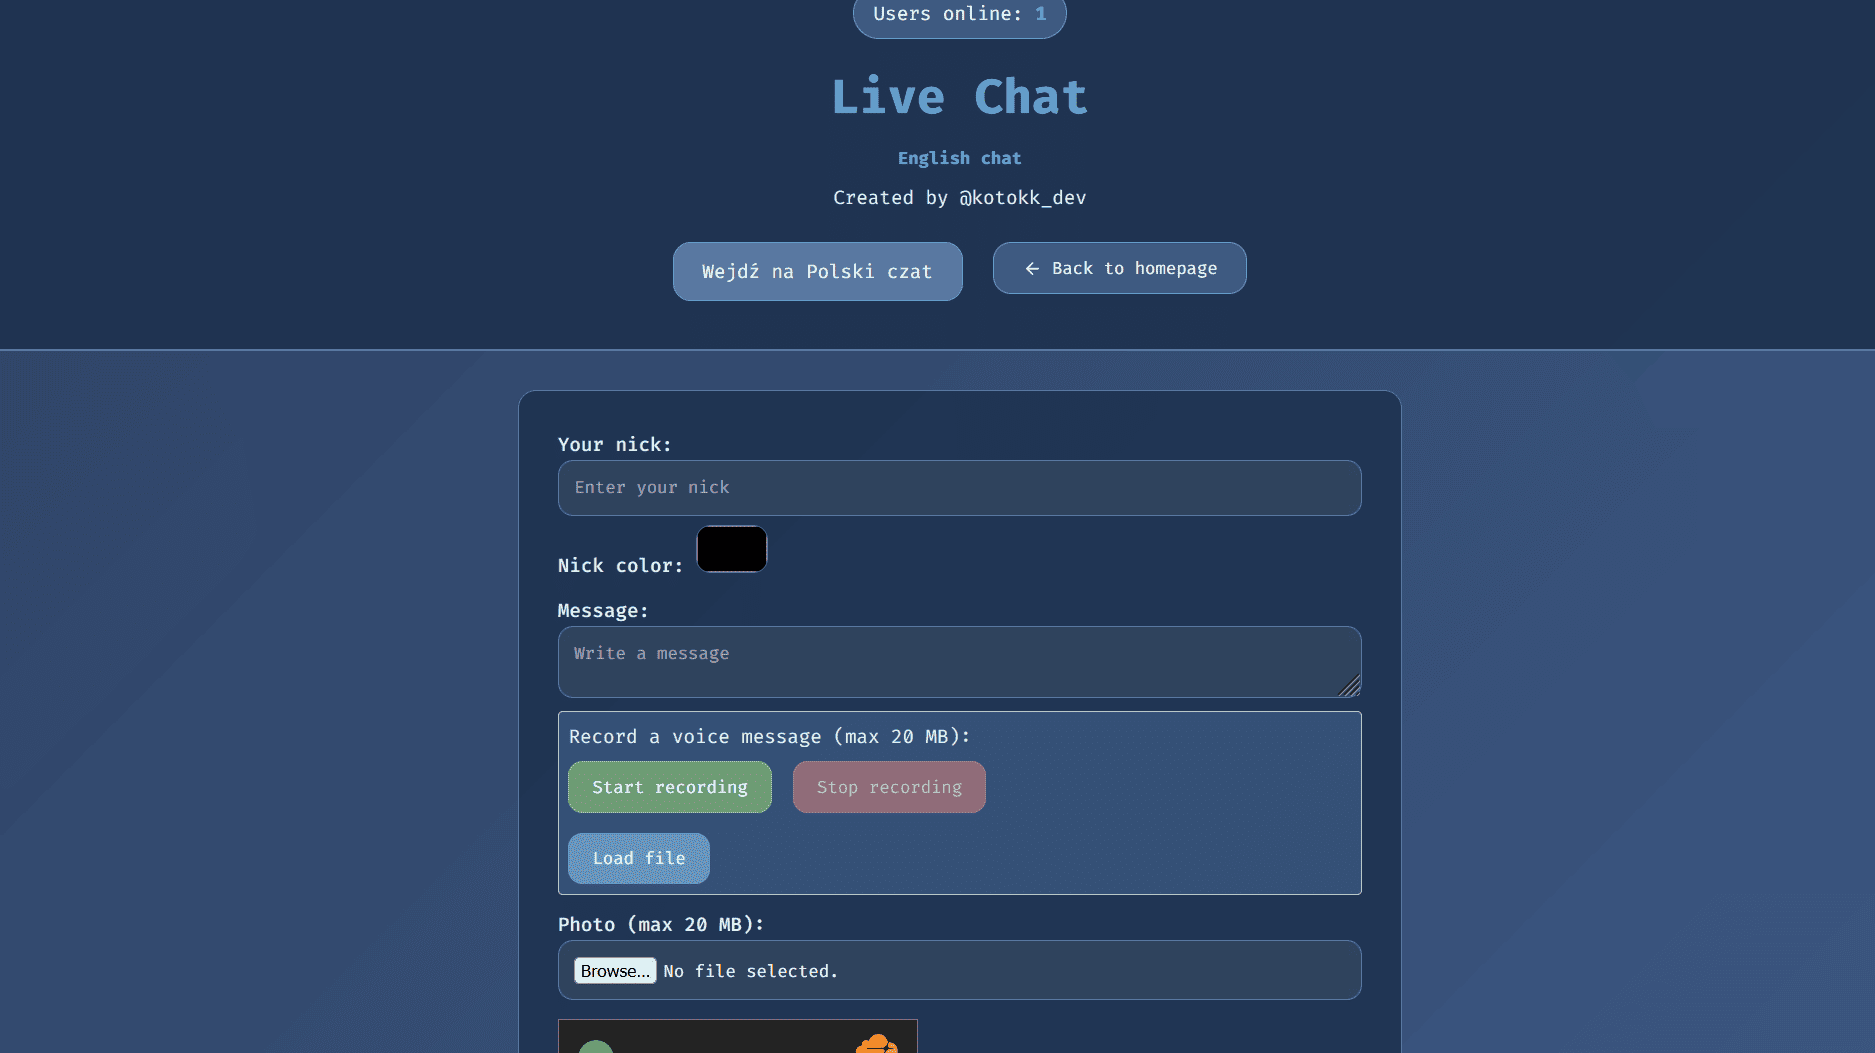 Users online: 1
Live Chat
English chat
Created by @kotokk_dev
Wejdź na Polski czat
← Back to homepage
Your nick:
Enter your nick
Nick color:
Message:
Write a message
Record a voice message (max 20 MB):
Start recording
Stop recording
Load file
Photo (max 20 MB):
Browse... No file selected.